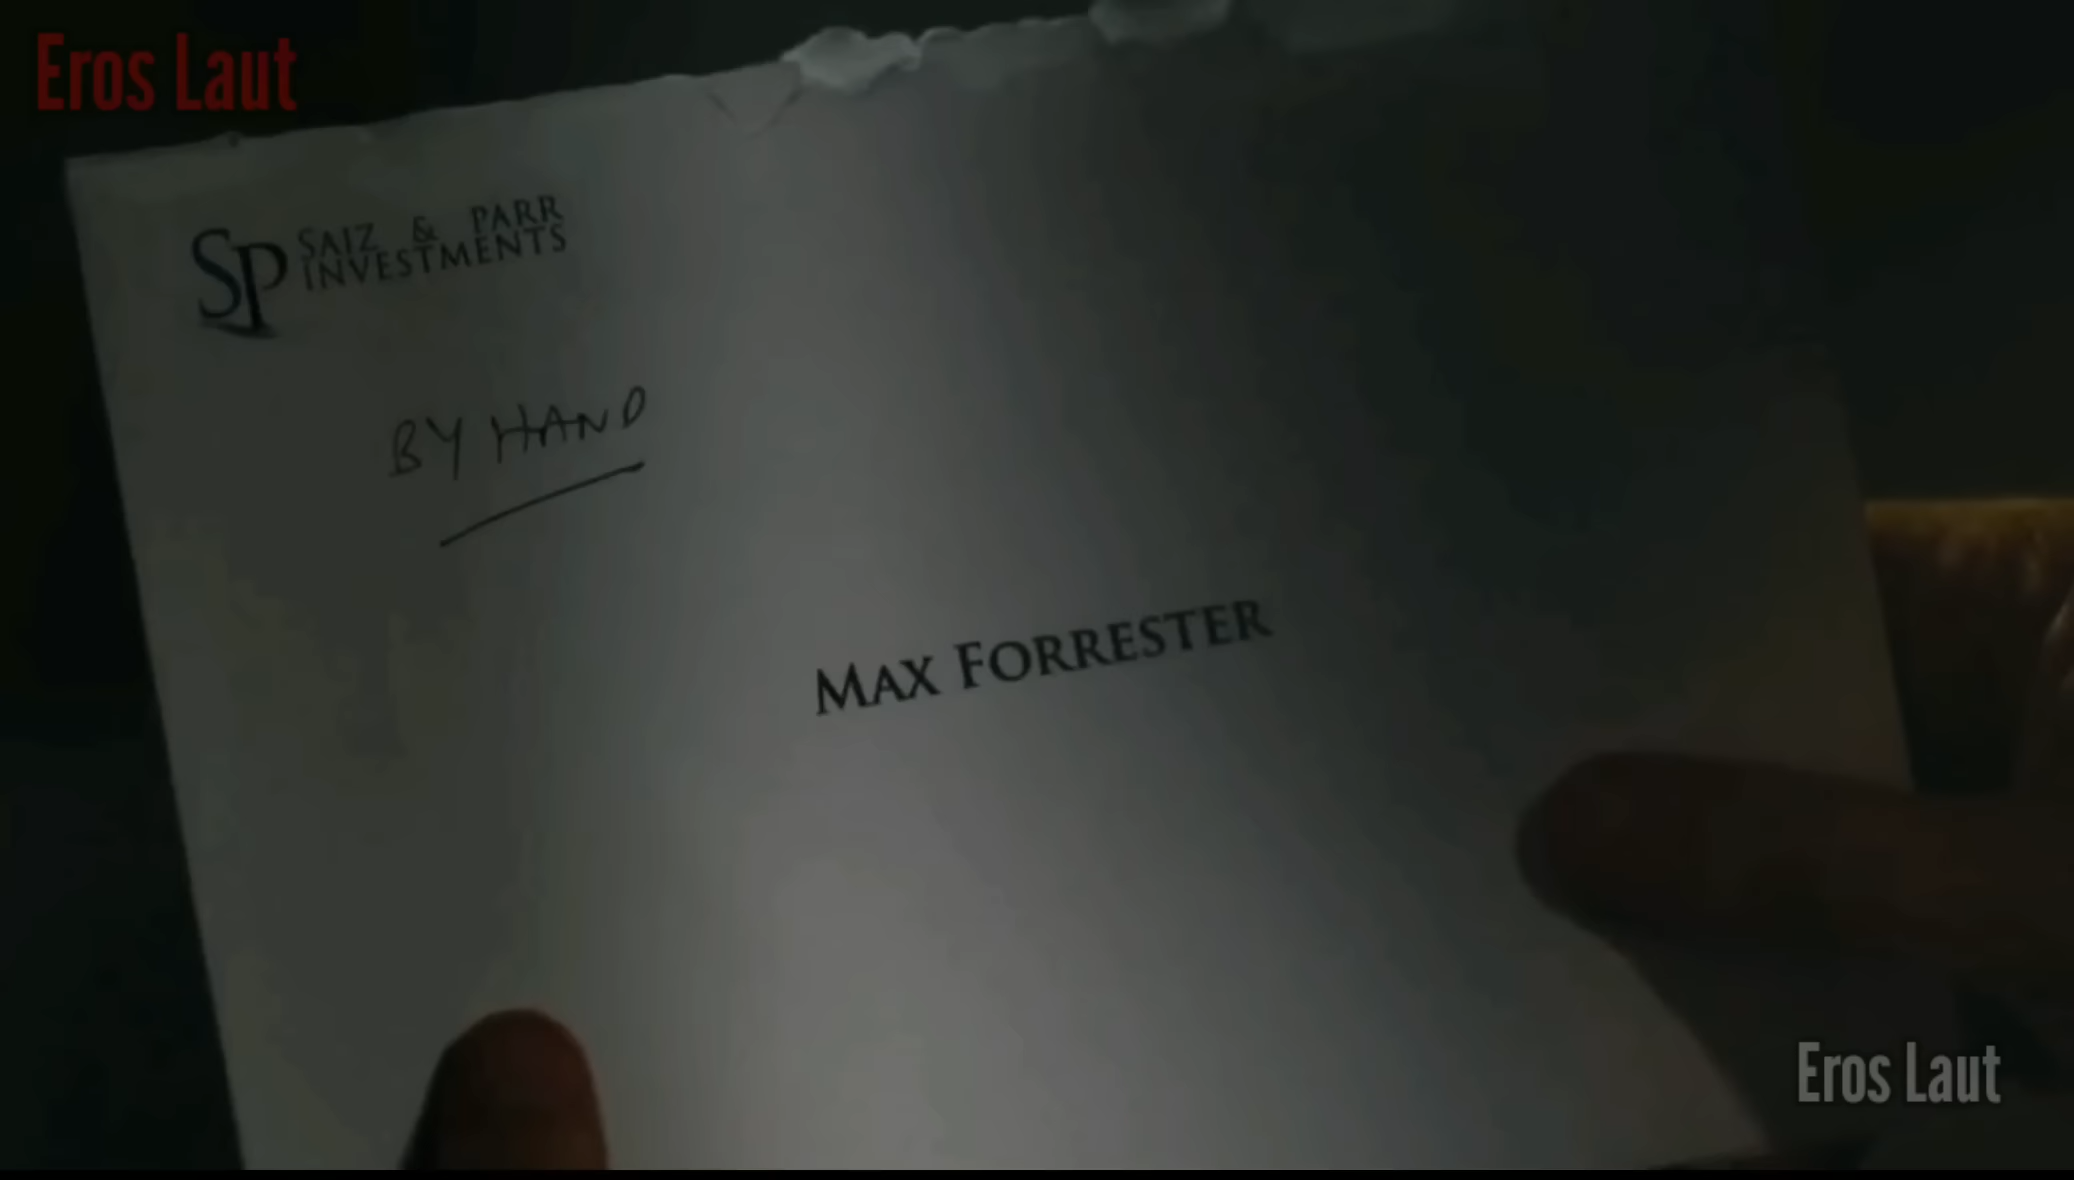 Eros Laut
SP SAIZ & PARR
INVESTMENTS
BY HAND
MAX FORRESTER
Eros Laut